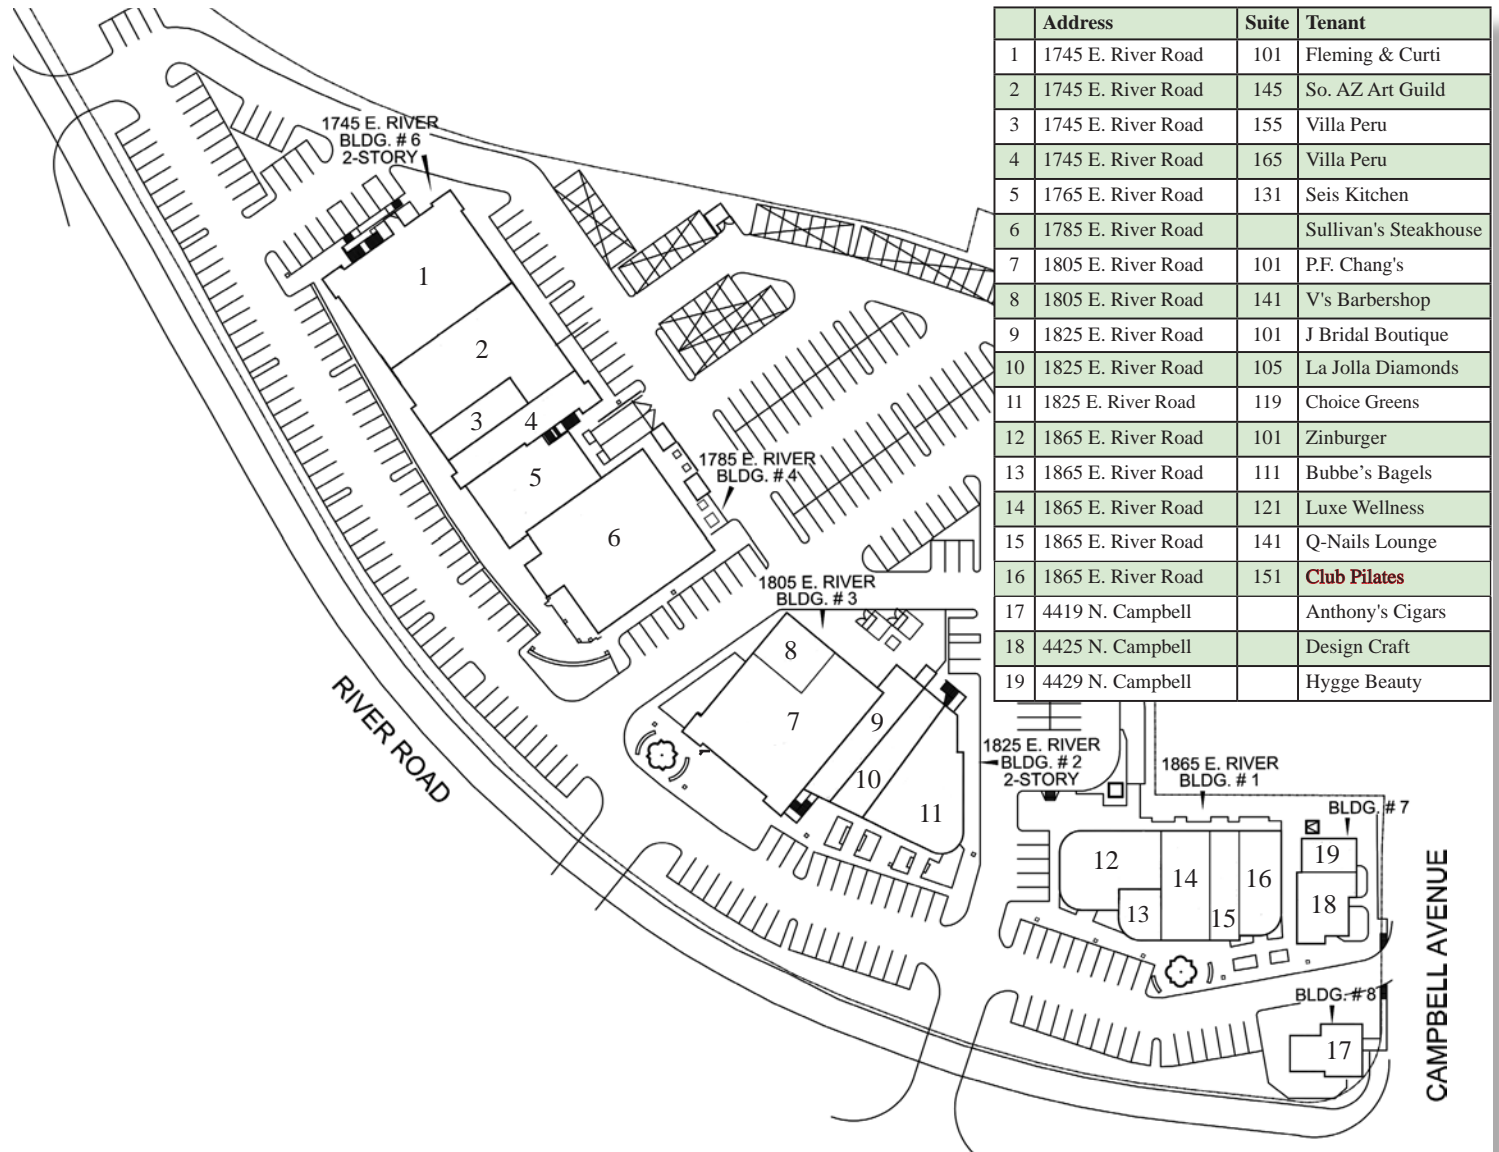 Address Suite Tenant
1 1745 E. River Road 101 Fleming & Curti
2 1745 E. River Road 145 So. AZ Art Guild
3 1745 E. River Road 155 Villa Peru
4 1745 E. River Road 165 Villa Peru
5 1765 E. River Road 131 Seis Kitchen
6 1785 E. River Road Sullivan's Steakhouse
7 1805 E. River Road 101 P.F. Chang's
8 1805 E. River Road 141 V's Barbershop
9 1825 E. River Road 101 J Bridal Boutique
10 1825 E. River Road 105 La Jolla Diamonds
11 1825 E. River Road 119 Choice Greens
12 1865 E. River Road 101 Zinburger
13 1865 E. River Road 111 Bubbe’s Bagels
14 1865 E. River Road 121 Luxe Wellness
15 1865 E. River Road 141 Q-Nails Lounge
16 1865 E. River Road 151 Club Pilates
17 4419 N. Campbell Anthony's Cigars
18 4425 N. Campbell Design Craft
19 4429 N. Campbell Hygge Beauty
1745 E. RIVER
BLDG. # 6
2-STORY
1
2
3
4
5
6
1785 E. RIVER
BLDG. # 4
1805 E. RIVER
BLDG. # 3
8
7
9
10
11
1825 E. RIVER
BLDG. # 2
2-STORY
1865 E. RIVER
BLDG. # 1
BLDG. # 7
12
13
14
15
16
19
18
BLDG. # 8
17
RIVER ROAD
CAMPBELL AVENUE